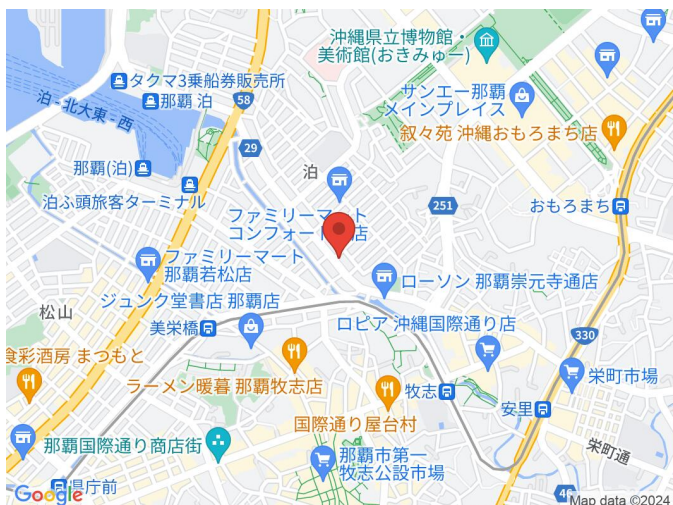 沖縄県立博物館・
美術館(おきみゅー)
タクマ3乗船券販売所
泊 - 北大東 - 西
那覇 泊
58
サンエー那覇
メインプレイス
叙々苑 沖縄おもろまち店
29
那覇(泊)
泊
泊ふ頭旅客ターミナル
251
おもろまち
ファミリーマート
コンフォート
店
ファミリーマート
那覇若松店
ローソン 那覇崇元寺通店
松山
ジュンク堂書店 那覇店
美栄橋
ロピア 沖縄国際通り店
330
食彩酒房 まつもと
ラーメン暖暮 那覇牧志店
牧志
栄町市場
安里
国際通り屋台村
那覇国際通り商店街
那覇市第一
牧志公設市場
栄町通
県庁前
46
Google
Map data ©2024